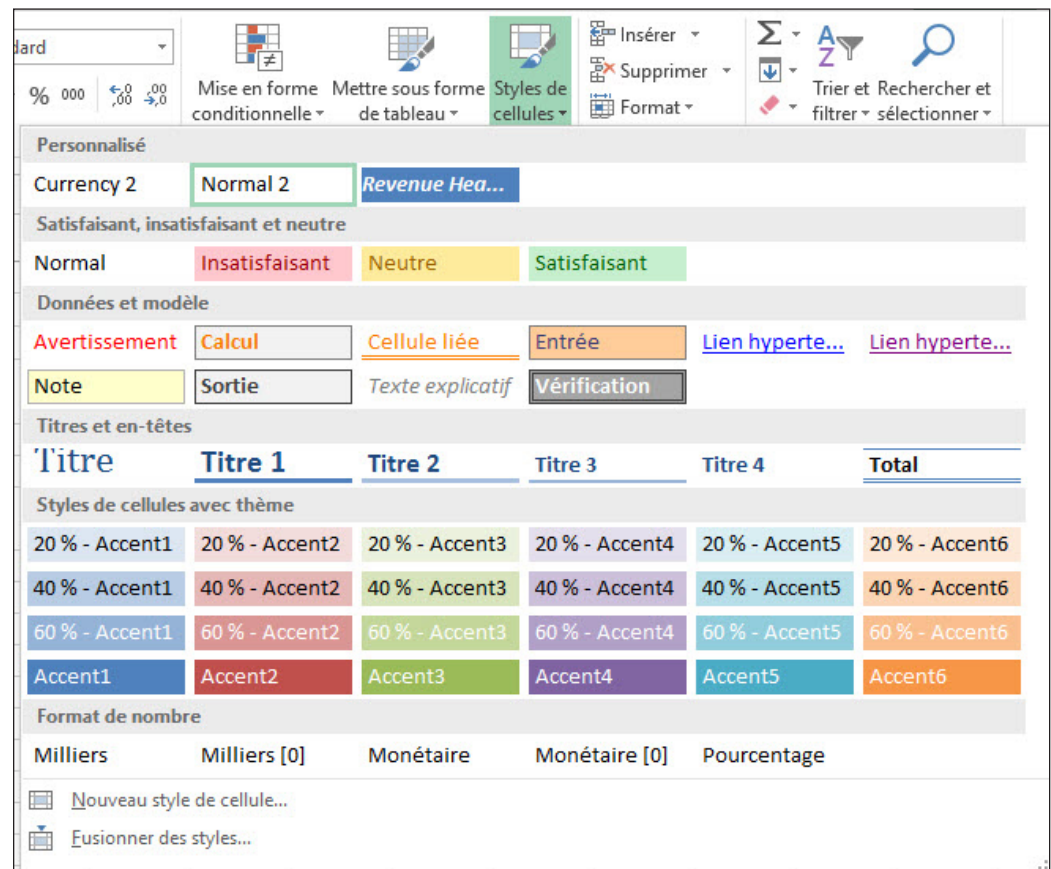 dard
Insérer
Σ
A
Z
Supprimer
% 000
,00
,00
,0
Mise en forme Mettre sous forme Styles de
Trier et Rechercher et
conditionnelle de tableau cellules
Format
filtrer sélectionner
Personnalisé
Currency 2 Normal 2 Revenue Hea...
Satisfaisant, insatisfaisant et neutre
Normal Insatisfaisant Neutre Satisfaisant
Données et modèle
Avertissement Calcul Cellule liée Entrée Lien hyperte... Lien hyperte...
Note Sortie Texte explicatif Vérification
Titres et en-têtes
Titre Titre 1 Titre 2 Titre 3 Titre 4 Total
Styles de cellules avec thème
20 % - Accent1 20 % - Accent2 20 % - Accent3 20 % - Accent4 20 % - Accent5 20 % - Accent6
40 % - Accent1 40 % - Accent2 40 % - Accent3 40 % - Accent4 40 % - Accent5 40 % - Accent6
60 % - Accent1 60 % - Accent2 60 % - Accent3 60 % - Accent4 60 % - Accent5 60 % - Accent6
Accent1 Accent2 Accent3 Accent4 Accent5 Accent6
Format de nombre
Milliers Milliers [0] Monétaire Monétaire [0] Pourcentage
Nouveau style de cellule...
Fusionner des styles...